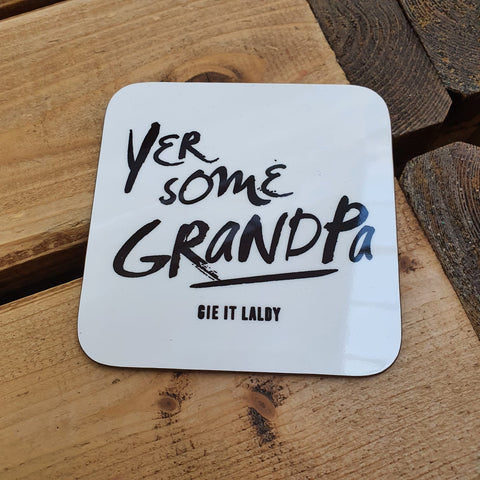 YER
SOME
GRANDPa
GIE IT LALDY